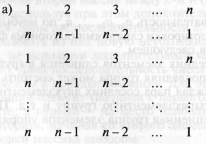 а) 1 2 3 ... n
n n−1 n−2 ... 1
1 2 3 ... n
n n−1 n−2 ... 1
⋮ ⋮ ⋮ ⋱ ⋮
n n−1 n−2 ... 1